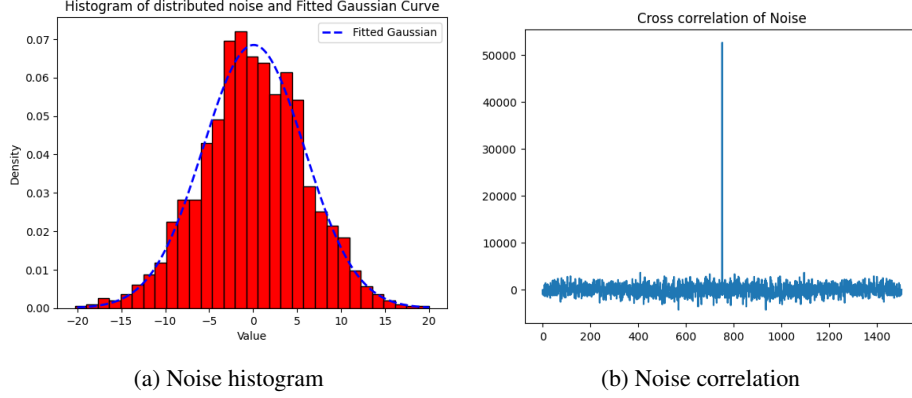 Histogram of distributed noise and Fitted Gaussian Curve
Fitted Gaussian
Density
0.07
0.06
0.05
0.04
0.03
0.02
0.01
0.00
−20 −15 −10 −5 0 5 10 15 20
Value
(a) Noise histogram
Cross correlation of Noise
50000
40000
30000
20000
10000
0
0 200 400 600 800 1000 1200 1400
(b) Noise correlation